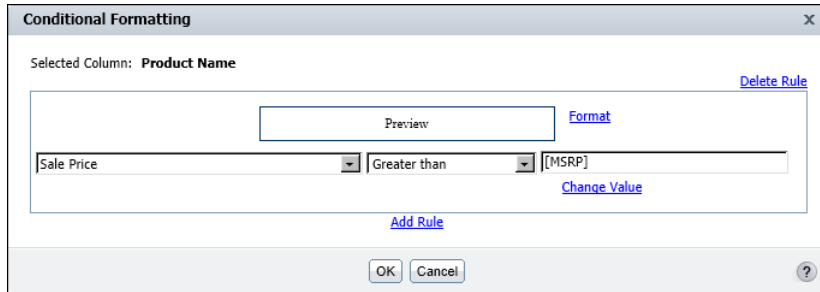 Conditional Formatting x
Selected Column: Product Name
Delete Rule
Preview Format
Sale Price Greater than [MSRP]
Change Value
Add Rule
OK Cancel ?